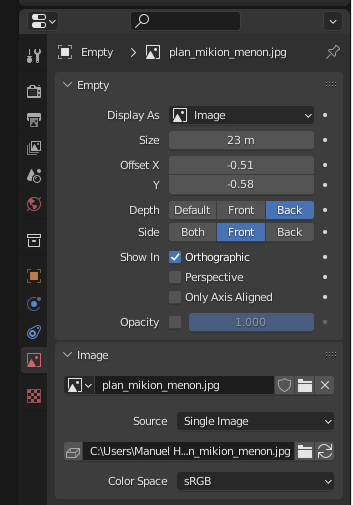 Empty > plan_mikion_menon.jpg
Empty
Display As Image
Size 23 m
Offset X -0.51
Y -0.58
Depth Default Front Back
Side Both Front Back
Show In Orthographic
Perspective
Only Axis Aligned
Opacity 1.000
Image
plan_mikion_menon.jpg
Source Single Image
C:\Users\Manuel H...n_mikion_menon.jpg
Color Space sRGB